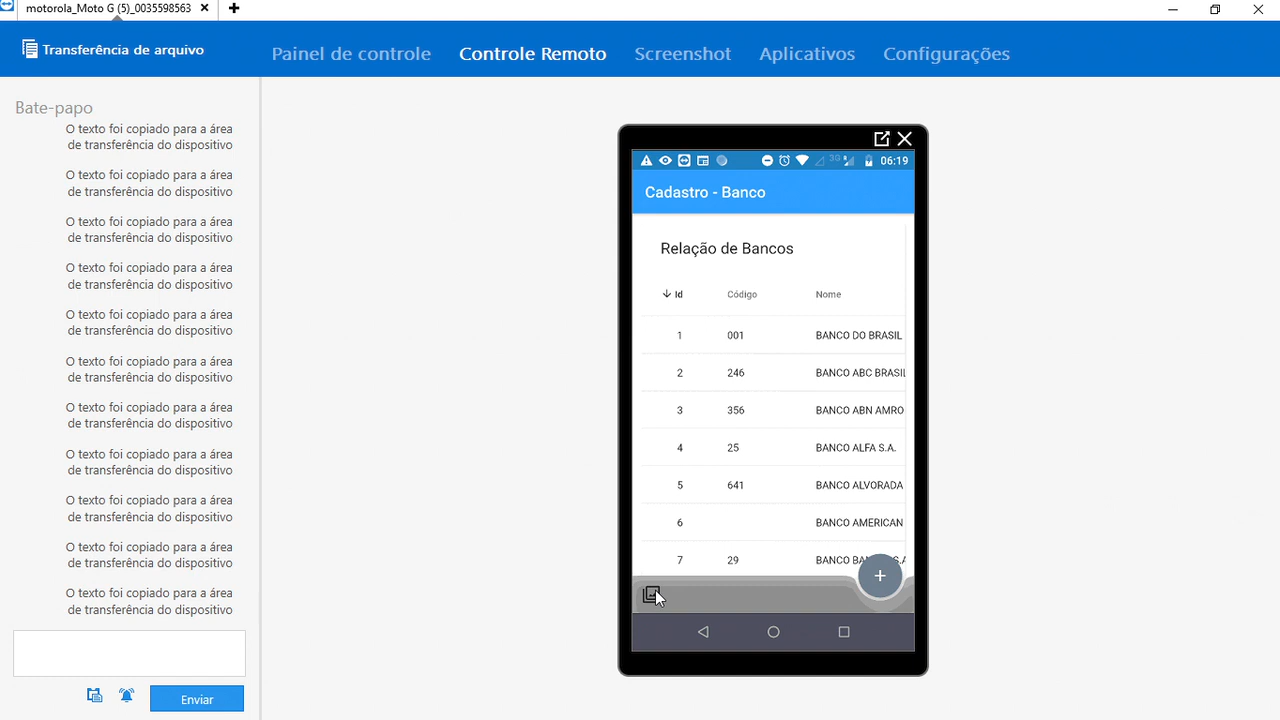 motorola_Moto G (5)_0035598563
Transferência de arquivo
Painel de controle
Controle Remoto
Screenshot
Aplicativos
Configurações
Bate-papo
O texto foi copiado para a área
de transferência do dispositivo
O texto foi copiado para a área
de transferência do dispositivo
O texto foi copiado para a área
de transferência do dispositivo
O texto foi copiado para a área
de transferência do dispositivo
O texto foi copiado para a área
de transferência do dispositivo
O texto foi copiado para a área
de transferência do dispositivo
O texto foi copiado para a área
de transferência do dispositivo
O texto foi copiado para a área
de transferência do dispositivo
O texto foi copiado para a área
de transferência do dispositivo
O texto foi copiado para a área
de transferência do dispositivo
O texto foi copiado para a área
de transferência do dispositivo
Enviar
3G 06:19
Cadastro - Banco
Relação de Bancos
Id Código Nome
1 001 BANCO DO BRASIL
2 246 BANCO ABC BRASIL
3 356 BANCO ABN AMRO
4 25 BANCO ALFA S.A.
5 641 BANCO ALVORADA
6 BANCO AMERICAN
7 29 BANCO